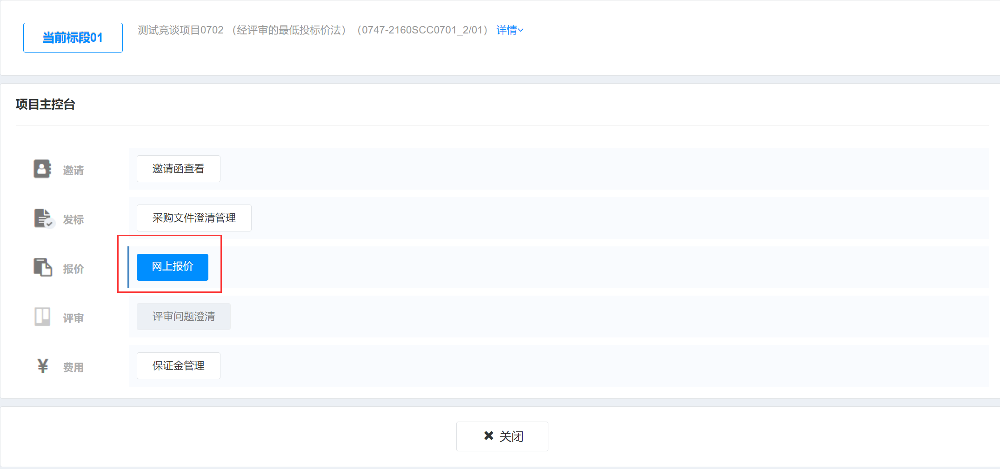 当前标段01
测试竞谈项目0702 （经评审的最低投标价法）（0747-2160SCC0701_2/01） 详情
项目主控台
邀请 邀请函查看
发标 采购文件澄清管理
报价 网上报价
评审 评审问题澄清
¥ 费用 保证金管理
✖ 关闭